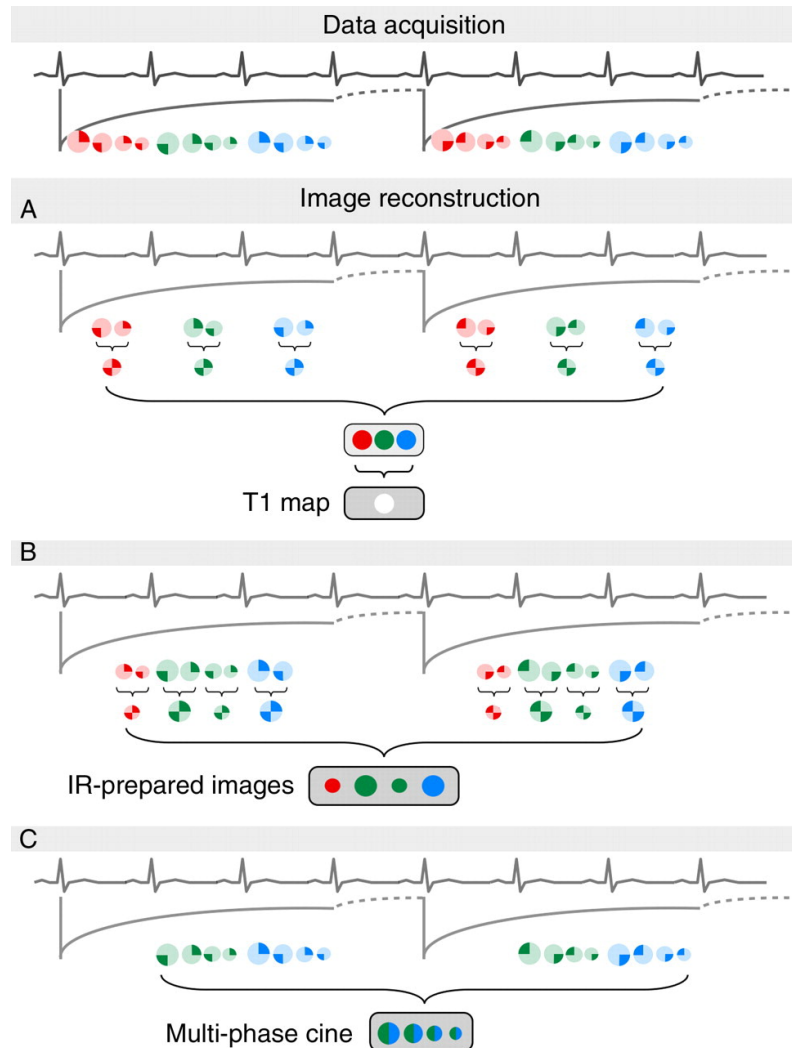 Data acquisition
A
Image reconstruction
T1 map
B
IR-prepared images
C
Multi-phase cine